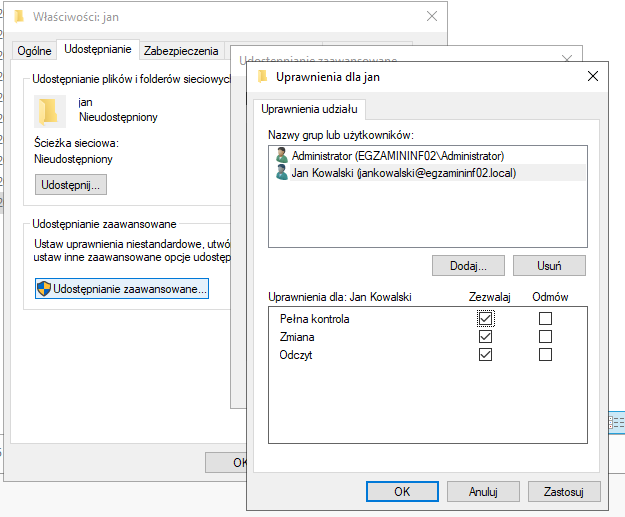 Właściwości: jan
Ogólne
Udostępnianie
Zabezpieczenia
Udostępnianie plików i folderów sieciowych
jan
Nieudostępniony
Ścieżka sieciowa:
Nieudostępniony
Udostępnij...
Udostępnianie zaawansowane
Ustaw uprawnienia niestandardowe, utwó
ustaw inne zaawansowane opcje udostęp
Udostępnianie zaawansowane...
OK
Udostępnianie zaawansowane
Uprawnienia dla jan
Uprawnienia udziału
Nazwy grup lub użytkowników:
Administrator (EGZAMININF02\Administrator)
Jan Kowalski (jankowalski@egzamininf02.local)
Dodaj...
Usuń
Uprawnienia dla: Jan Kowalski
Zezwalaj
Odmów
Pełna kontrola
Zmiana
Odczyt
OK
Anuluj
Zastosuj